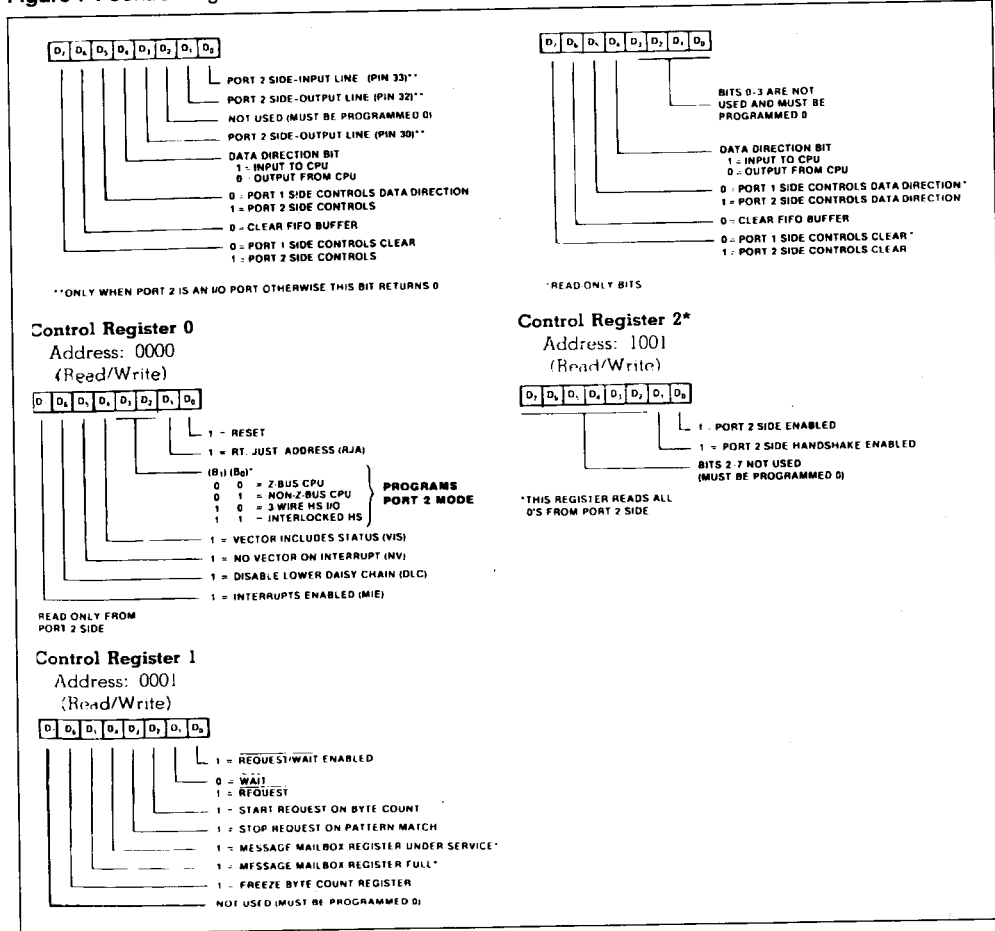 D7 D6 D5 D4 D3 D2 D1 D0
PORT 2 SIDE-INPUT LINE (PIN 33)**
PORT 2 SIDE-OUTPUT LINE (PIN 32)**
NOT USED (MUST BE PROGRAMMED 0)
PORT 2 SIDE-OUTPUT LINE (PIN 30)**
DATA DIRECTION BIT
1 = INPUT TO CPU
0 = OUTPUT FROM CPU
0 = PORT 1 SIDE CONTROLS DATA DIRECTION
1 = PORT 2 SIDE CONTROLS
0 = CLEAR FIFO BUFFER
0 = PORT 1 SIDE CONTROLS CLEAR
1 = PORT 2 SIDE CONTROLS
**ONLY WHEN PORT 2 IS AN I/O PORT OTHERWISE THIS BIT RETURNS 0
D7 D6 D5 D4 D3 D2 D1 D0
BITS 0-3 ARE NOT
USED AND MUST BE
PROGRAMMED 0
DATA DIRECTION BIT
1 = INPUT TO CPU
0 = OUTPUT FROM CPU
0 = PORT 1 SIDE CONTROLS DATA DIRECTION*
1 = PORT 2 SIDE CONTROLS DATA DIRECTION
0 = CLEAR FIFO BUFFER
0 = PORT 1 SIDE CONTROLS CLEAR*
1 = PORT 2 SIDE CONTROLS CLEAR
*READ ONLY BITS
Control Register 0
Address: 0000
(Read/Write)
D7 D6 D5 D4 D3 D2 D1 D0
1 = RESET
1 = RT. JUST ADDRESS (RJA)
(B1) (B0)*
0 0 = Z-BUS CPU
0 1 = NON-Z-BUS CPU
1 0 = 3 WIRE HS I/O
1 1 = INTERLOCKED HS
PROGRAMS
PORT 2 MODE
1 = VECTOR INCLUDES STATUS (VIS)
1 = NO VECTOR ON INTERRUPT (NV)
1 = DISABLE LOWER DAISY CHAIN (DLC)
1 = INTERRUPTS ENABLED (MIE)
READ ONLY FROM
PORT 2 SIDE
Control Register 2*
Address: 1001
(Read/Write)
D7 D6 D5 D4 D3 D2 D1 D0
1 = PORT 2 SIDE ENABLED
1 = PORT 2 SIDE HANDSHAKE ENABLED
BITS 2-7 NOT USED
(MUST BE PROGRAMMED 0)
*THIS REGISTER READS ALL
0'S FROM PORT 2 SIDE
Control Register 1
Address: 0001
(Read/Write)
D7 D6 D5 D4 D3 D2 D1 D0
1 = REQUEST/WAIT ENABLED
0 = WAIT
1 = REQUEST
1 = START REQUEST ON BYTE COUNT
1 = STOP REQUEST ON PATTERN MATCH
1 = MESSAGE MAILBOX REGISTER UNDER SERVICE*
1 = MESSAGE MAILBOX REGISTER FULL*
1 = FREEZE BYTE COUNT REGISTER
NOT USED (MUST BE PROGRAMMED 0)